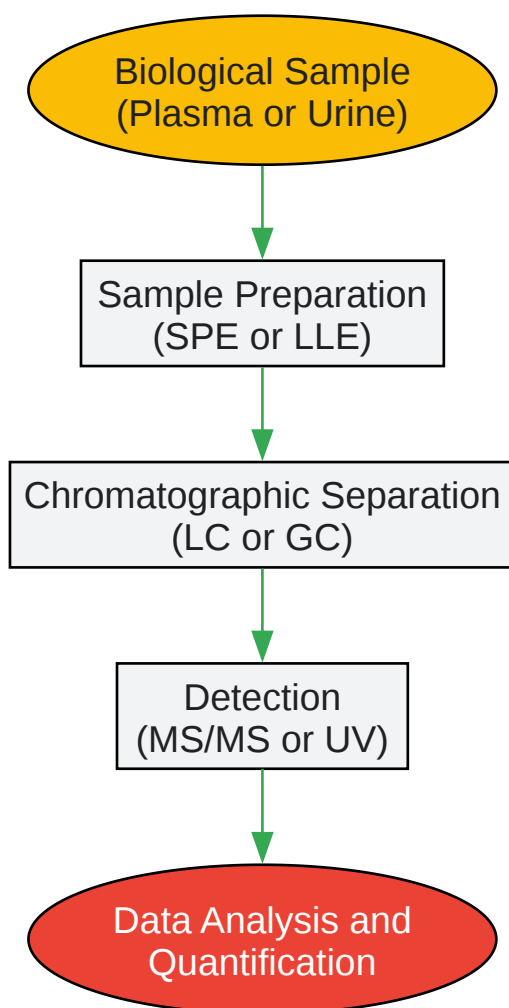 Biological Sample
(Plasma or Urine)
Sample Preparation
(SPE or LLE)
Chromatographic Separation
(LC or GC)
Detection
(MS/MS or UV)
Data Analysis and
Quantification